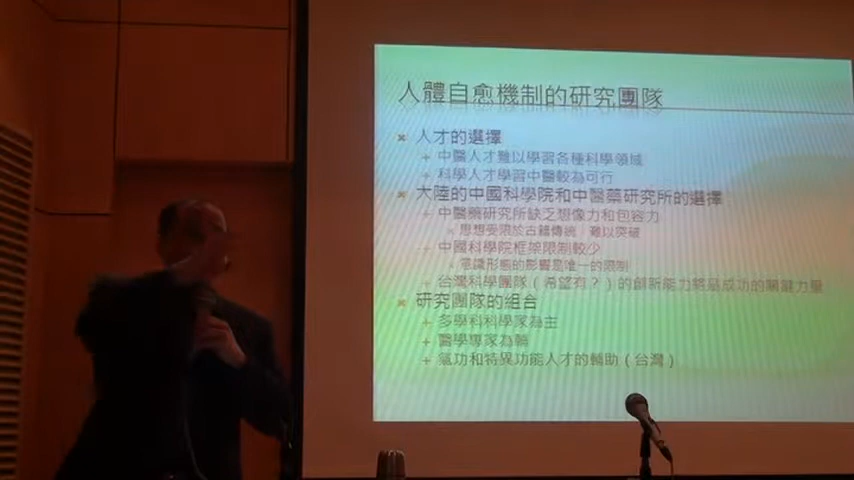 人體自愈機制的研究團隊
人才的選擇
中醫人才難以學習各種科學領域
科學人才學習中醫較為可行
大陸的中國科學院和中醫藥研究所的選擇
中醫藥研究所缺乏想像力和包容力
思想受限於古籍傳統，難以突破
中國科學院框架限制較少
意識形態的影響是唯一的限制
台灣科學團隊（希望有？）的創新能力將是成功的關鍵力量
研究團隊的組合
多學科科學家為主
醫學專家為輔
氣功和特異功能人才的輔助（台灣）